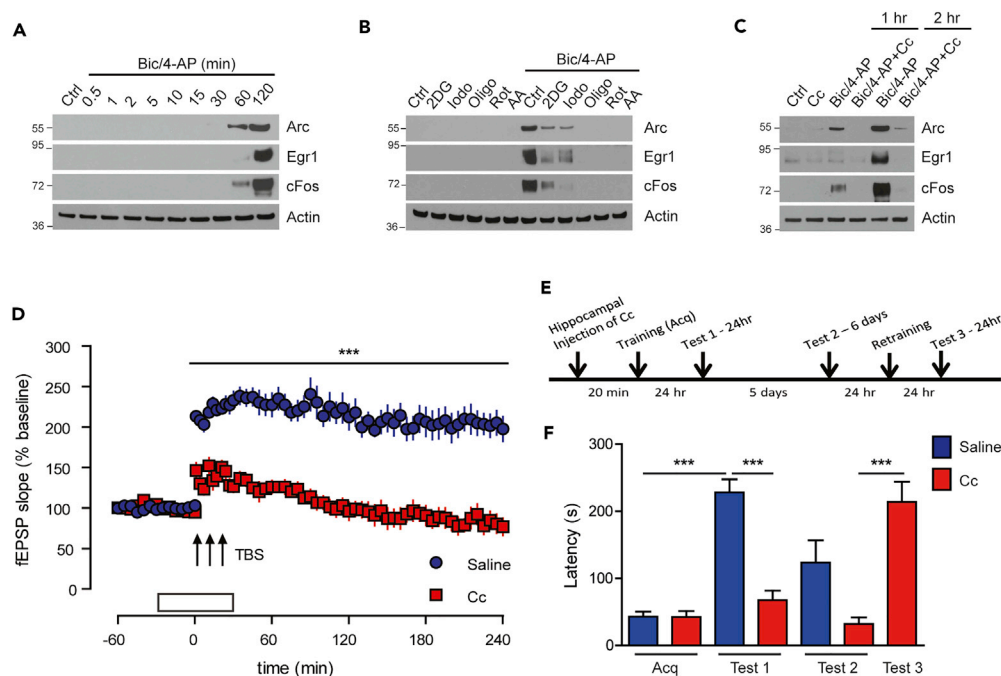 A
Bic/4-AP (min)
Ctrl 0.5 1 2 5 10 15 30 60 120
55 Arc
95 Egr1
72 cFos
36 Actin
B
Bic/4-AP
Ctrl 2DG Iodo Oligo Rot AA Ctrl 2DG Iodo Oligo Rot AA
55 Arc
95 Egr1
72 cFos
36 Actin
C
1 hr 2 hr
Ctrl Cc Bic/4-AP Bic/4-AP+Cc Bic/4-AP Bic/4-AP+Cc
55 Arc
95 Egr1
72 cFos
36 Actin
D
fEPSP slope (% baseline)
300
250
200
150
100
50
0
***
TBS
Saline
Cc
-60 0 60 120 180 240
time (min)
E
Hippocampal
Injection of Cc
Training (Acq)
Test 1 - 24hr
Test 2 – 6 days
Retraining
Test 3 - 24hr
20 min 24 hr 5 days 24 hr 24 hr
F
Latency (s)
300
200
100
0
*** *** ***
Saline
Cc
Acq Test 1 Test 2 Test 3